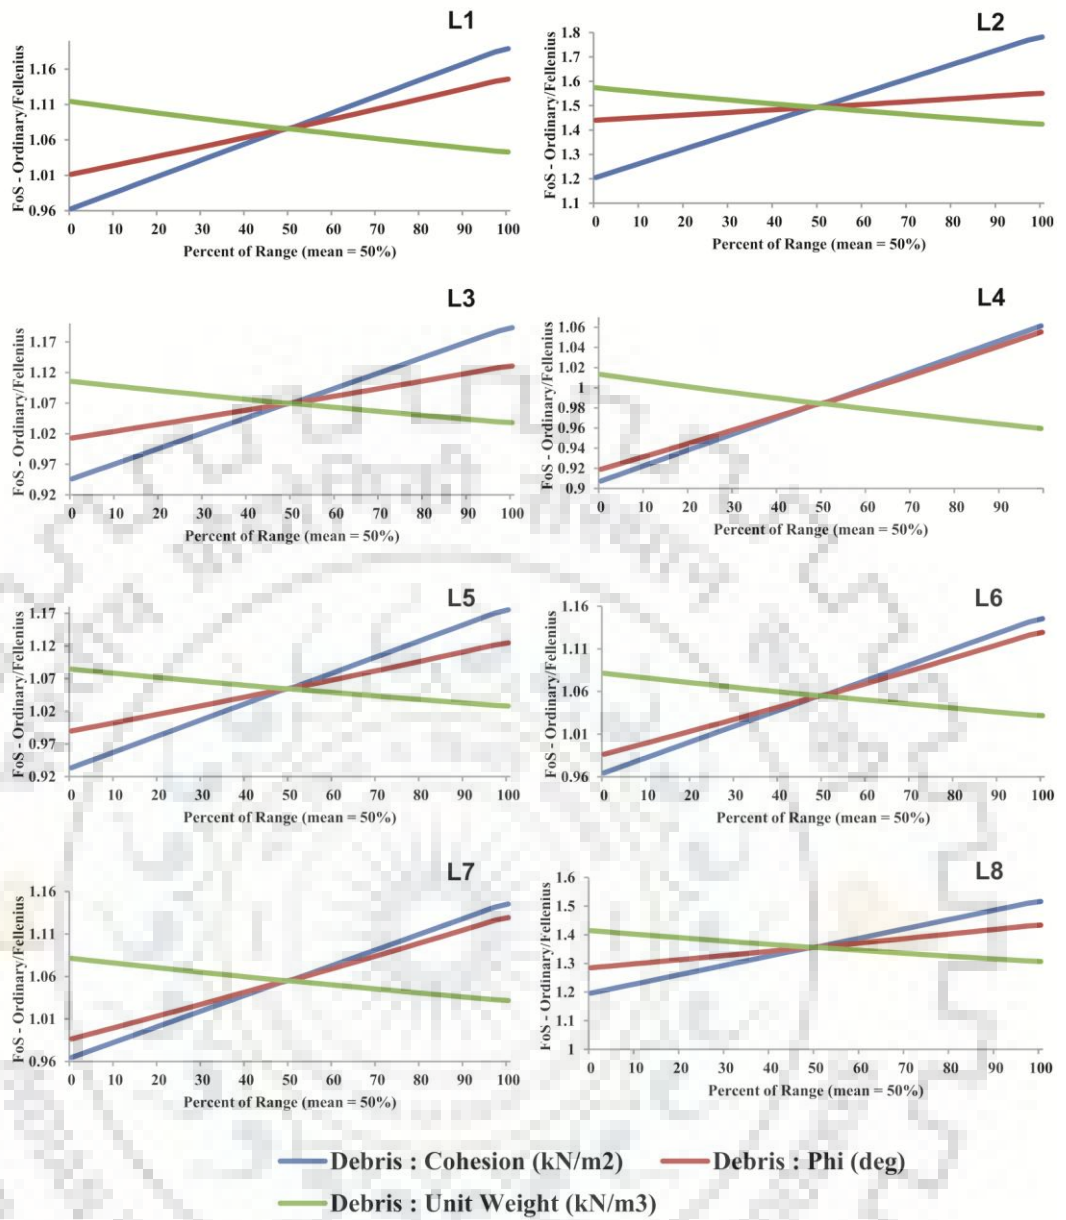 L1
FoS - Ordinary/Fellenius
1.16
1.11
1.06
1.01
0.96
0 10 20 30 40 50 60 70 80 90 100
Percent of Range (mean = 50%)
L2
FoS - Ordinary/Fellenius
1.8
1.7
1.6
1.5
1.4
1.3
1.2
1.1
0 10 20 30 40 50 60 70 80 90 100
Percent of Range (mean = 50%)
L3
FoS - Ordinary/Fellenius
1.17
1.12
1.07
1.02
0.97
0.92
0 10 20 30 40 50 60 70 80 90 100
Percent of Range (mean = 50%)
L4
FoS - Ordinary/Fellenius
1.06
1.04
1.02
1
0.98
0.96
0.94
0.92
0.9
0 10 20 30 40 50 60 70 80 90
Percent of Range (mean = 50%)
L5
FoS - Ordinary/Fellenius
1.17
1.12
1.07
1.02
0.97
0.92
0 10 20 30 40 50 60 70 80 90 100
Percent of Range (mean = 50%)
L6
FoS - Ordinary/Fellenius
1.16
1.11
1.06
1.01
0.96
0 10 20 30 40 50 60 70 80 90 100
Percent of Range (mean = 50%)
L7
FoS - Ordinary/Fellenius
1.16
1.11
1.06
1.01
0.96
0 10 20 30 40 50 60 70 80 90 100
Percent of Range (mean = 50%)
L8
FoS - Ordinary/Fellenius
1.6
1.5
1.4
1.3
1.2
1.1
1
0 10 20 30 40 50 60 70 80 90 100
Percent of Range (mean = 50%)
Debris : Cohesion (kN/m2) Debris : Phi (deg)
Debris : Unit Weight (kN/m3)